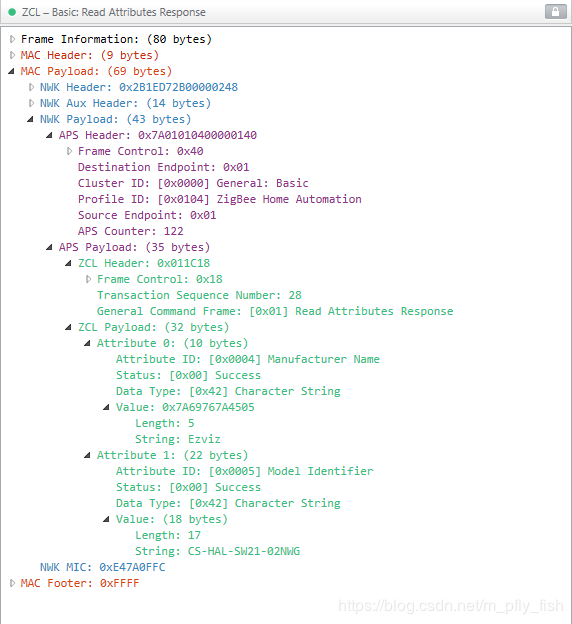 ZCL – Basic: Read Attributes Response
Frame Information: (80 bytes)
MAC Header: (9 bytes)
MAC Payload: (69 bytes)
NWK Header: 0x2B1ED72B00000248
NWK Aux Header: (14 bytes)
NWK Payload: (43 bytes)
APS Header: 0x7A01010400000140
Frame Control: 0x40
Destination Endpoint: 0x01
Cluster ID: [0x0000] General: Basic
Profile ID: [0x0104] ZigBee Home Automation
Source Endpoint: 0x01
APS Counter: 122
APS Payload: (35 bytes)
ZCL Header: 0x011C18
Frame Control: 0x18
Transaction Sequence Number: 28
General Command Frame: [0x01] Read Attributes Response
ZCL Payload: (32 bytes)
Attribute 0: (10 bytes)
Attribute ID: [0x0004] Manufacturer Name
Status: [0x00] Success
Data Type: [0x42] Character String
Value: 0x7A69767A4505
Length: 5
String: Ezviz
Attribute 1: (22 bytes)
Attribute ID: [0x0005] Model Identifier
Status: [0x00] Success
Data Type: [0x42] Character String
Value: (18 bytes)
Length: 17
String: CS-HAL-SW21-02NWG
NWK MIC: 0xE47A0FFC
MAC Footer: 0xFFFF
https://blog.csdn.net/m_pfly_fish